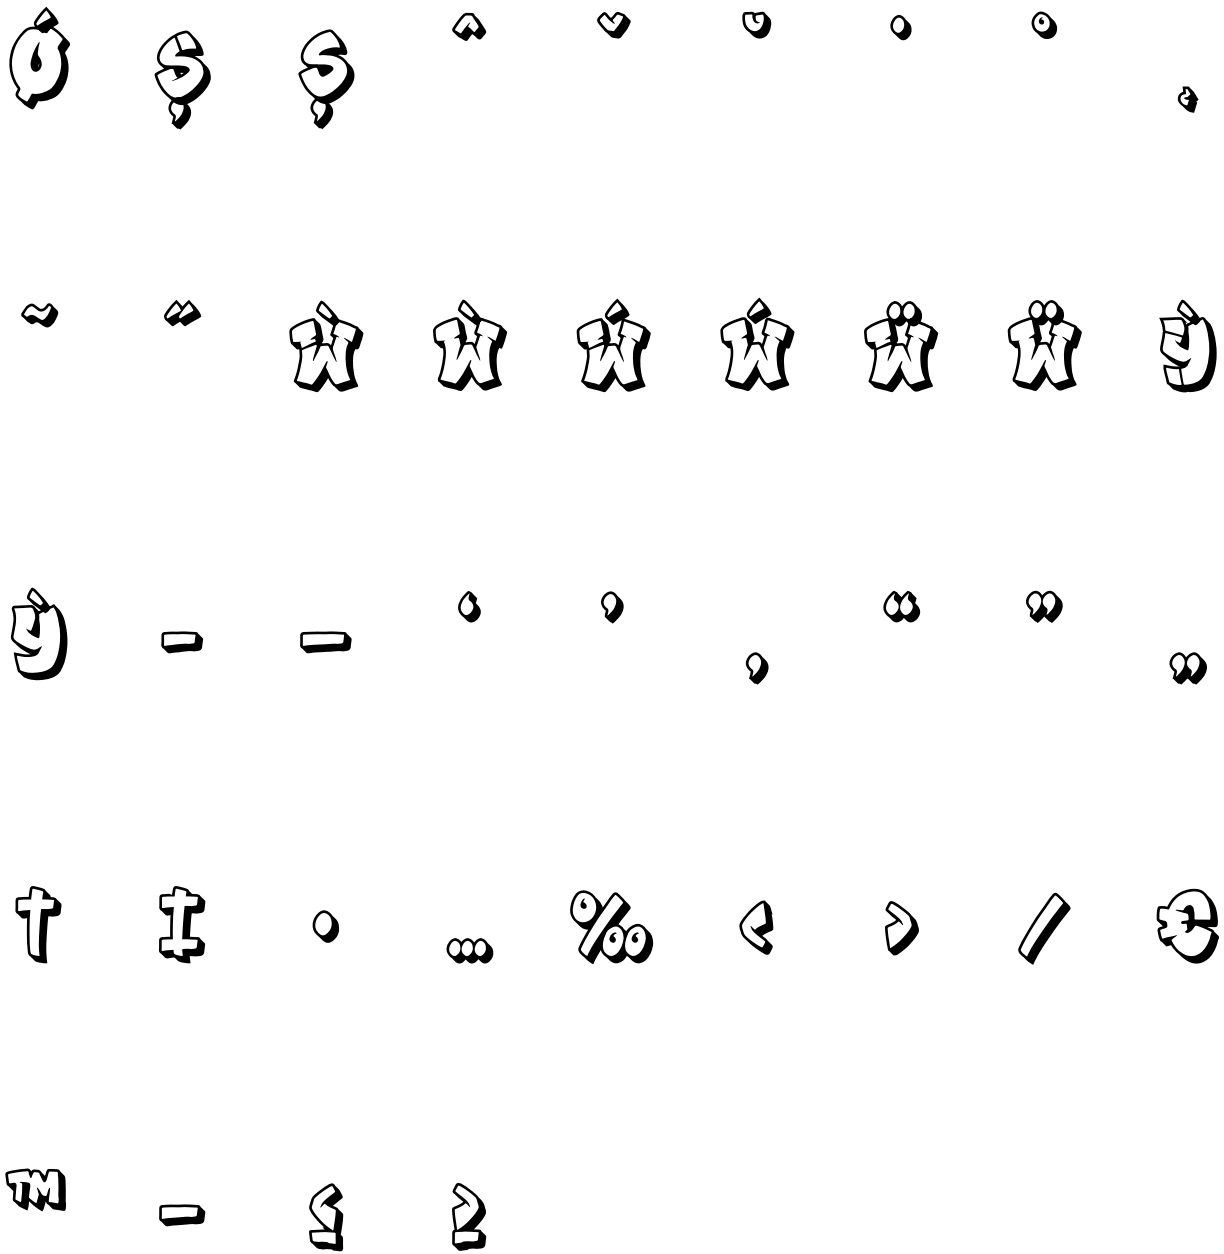 ǿ Ș ș ˆ ˇ ˘ ˙ ˚ ˛
˜ ˝ Ẁ ẁ Ẃ ẃ Ẅ ẅ Ỳ
ỳ – — ‘ ’ ‚ “ ” „
† ‡ • … ‰ ‹ › ⁄ €
™ − ≤ ≥